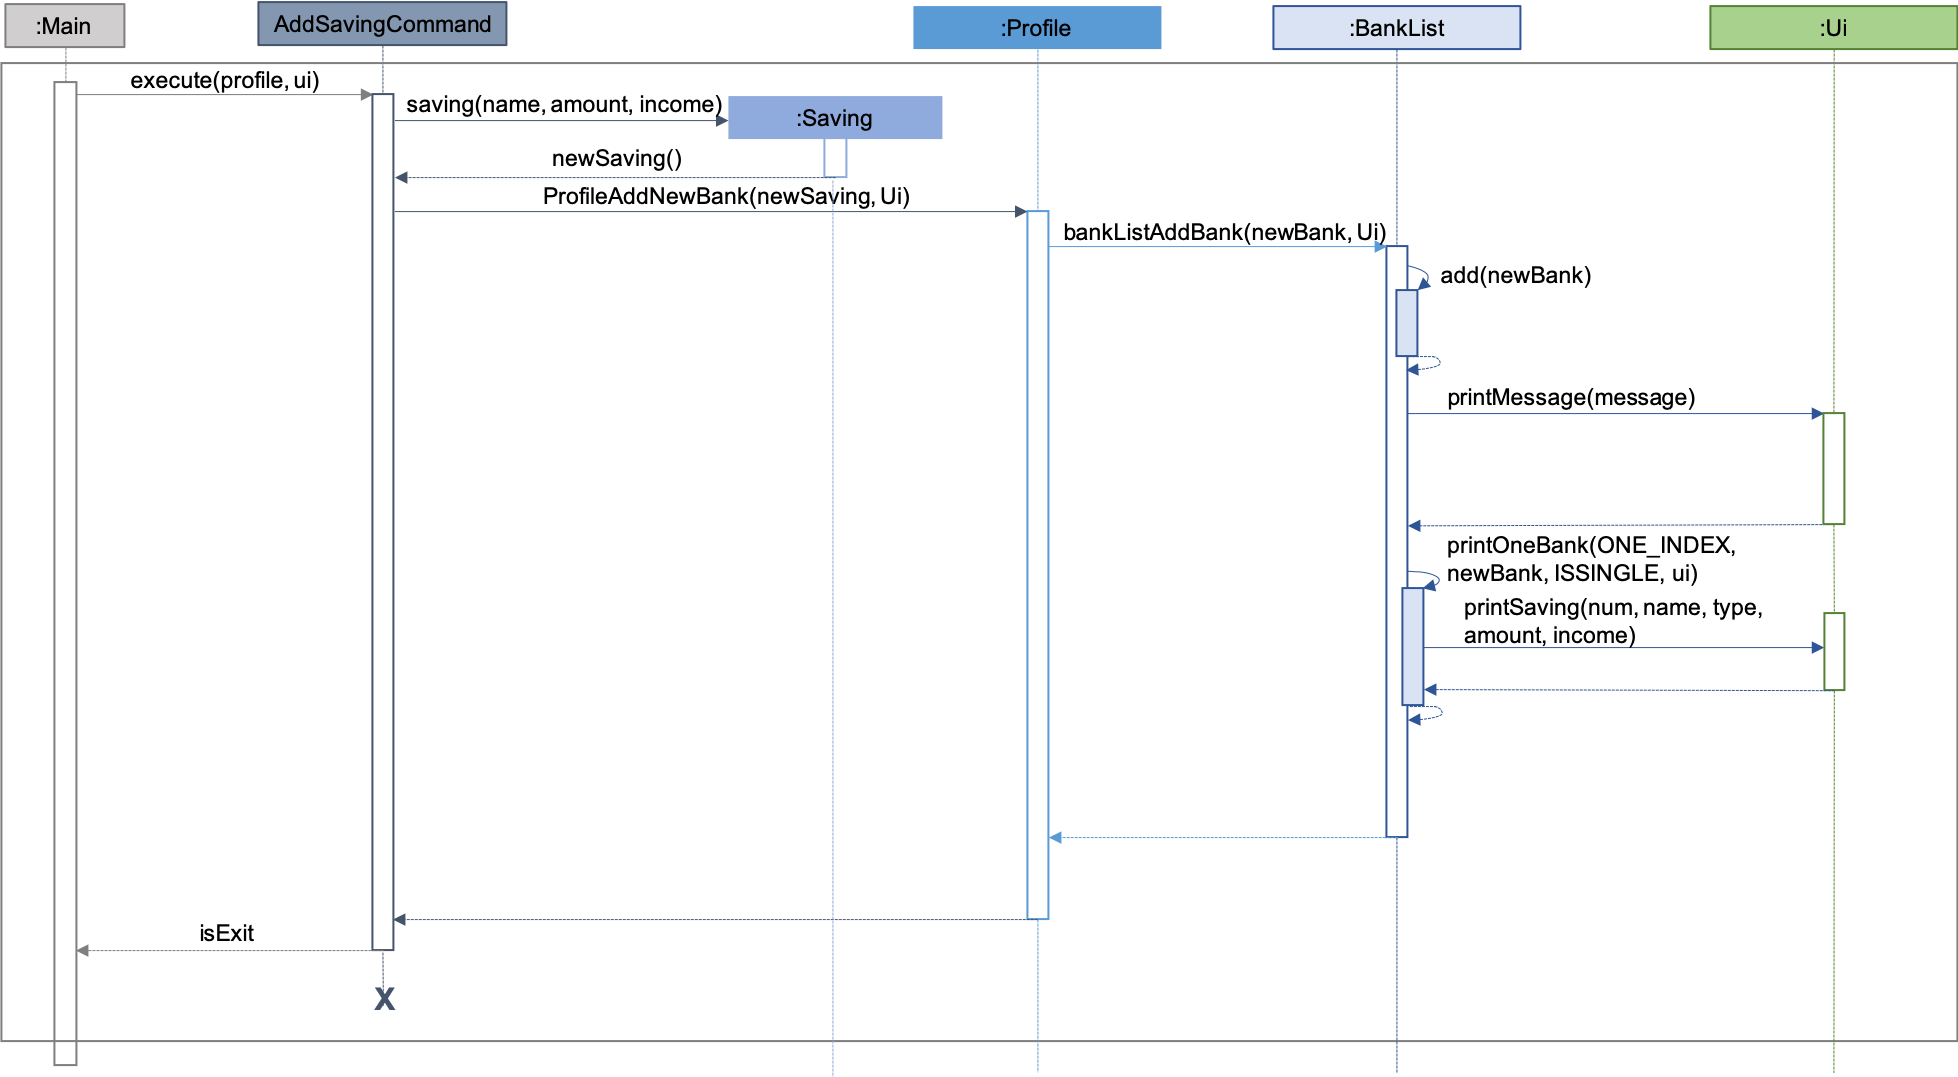 :Main
AddSavingCommand
:Profile
:BankList
:Ui
execute(profile, ui)
saving(name, amount, income)
:Saving
newSaving()
ProfileAddNewBank(newSaving, Ui)
bankListAddBank(newBank, Ui)
add(newBank)
printMessage(message)
printOneBank(ONE_INDEX,
newBank, ISSINGLE, ui)
printSaving(num, name, type,
amount, income)
isExit
X